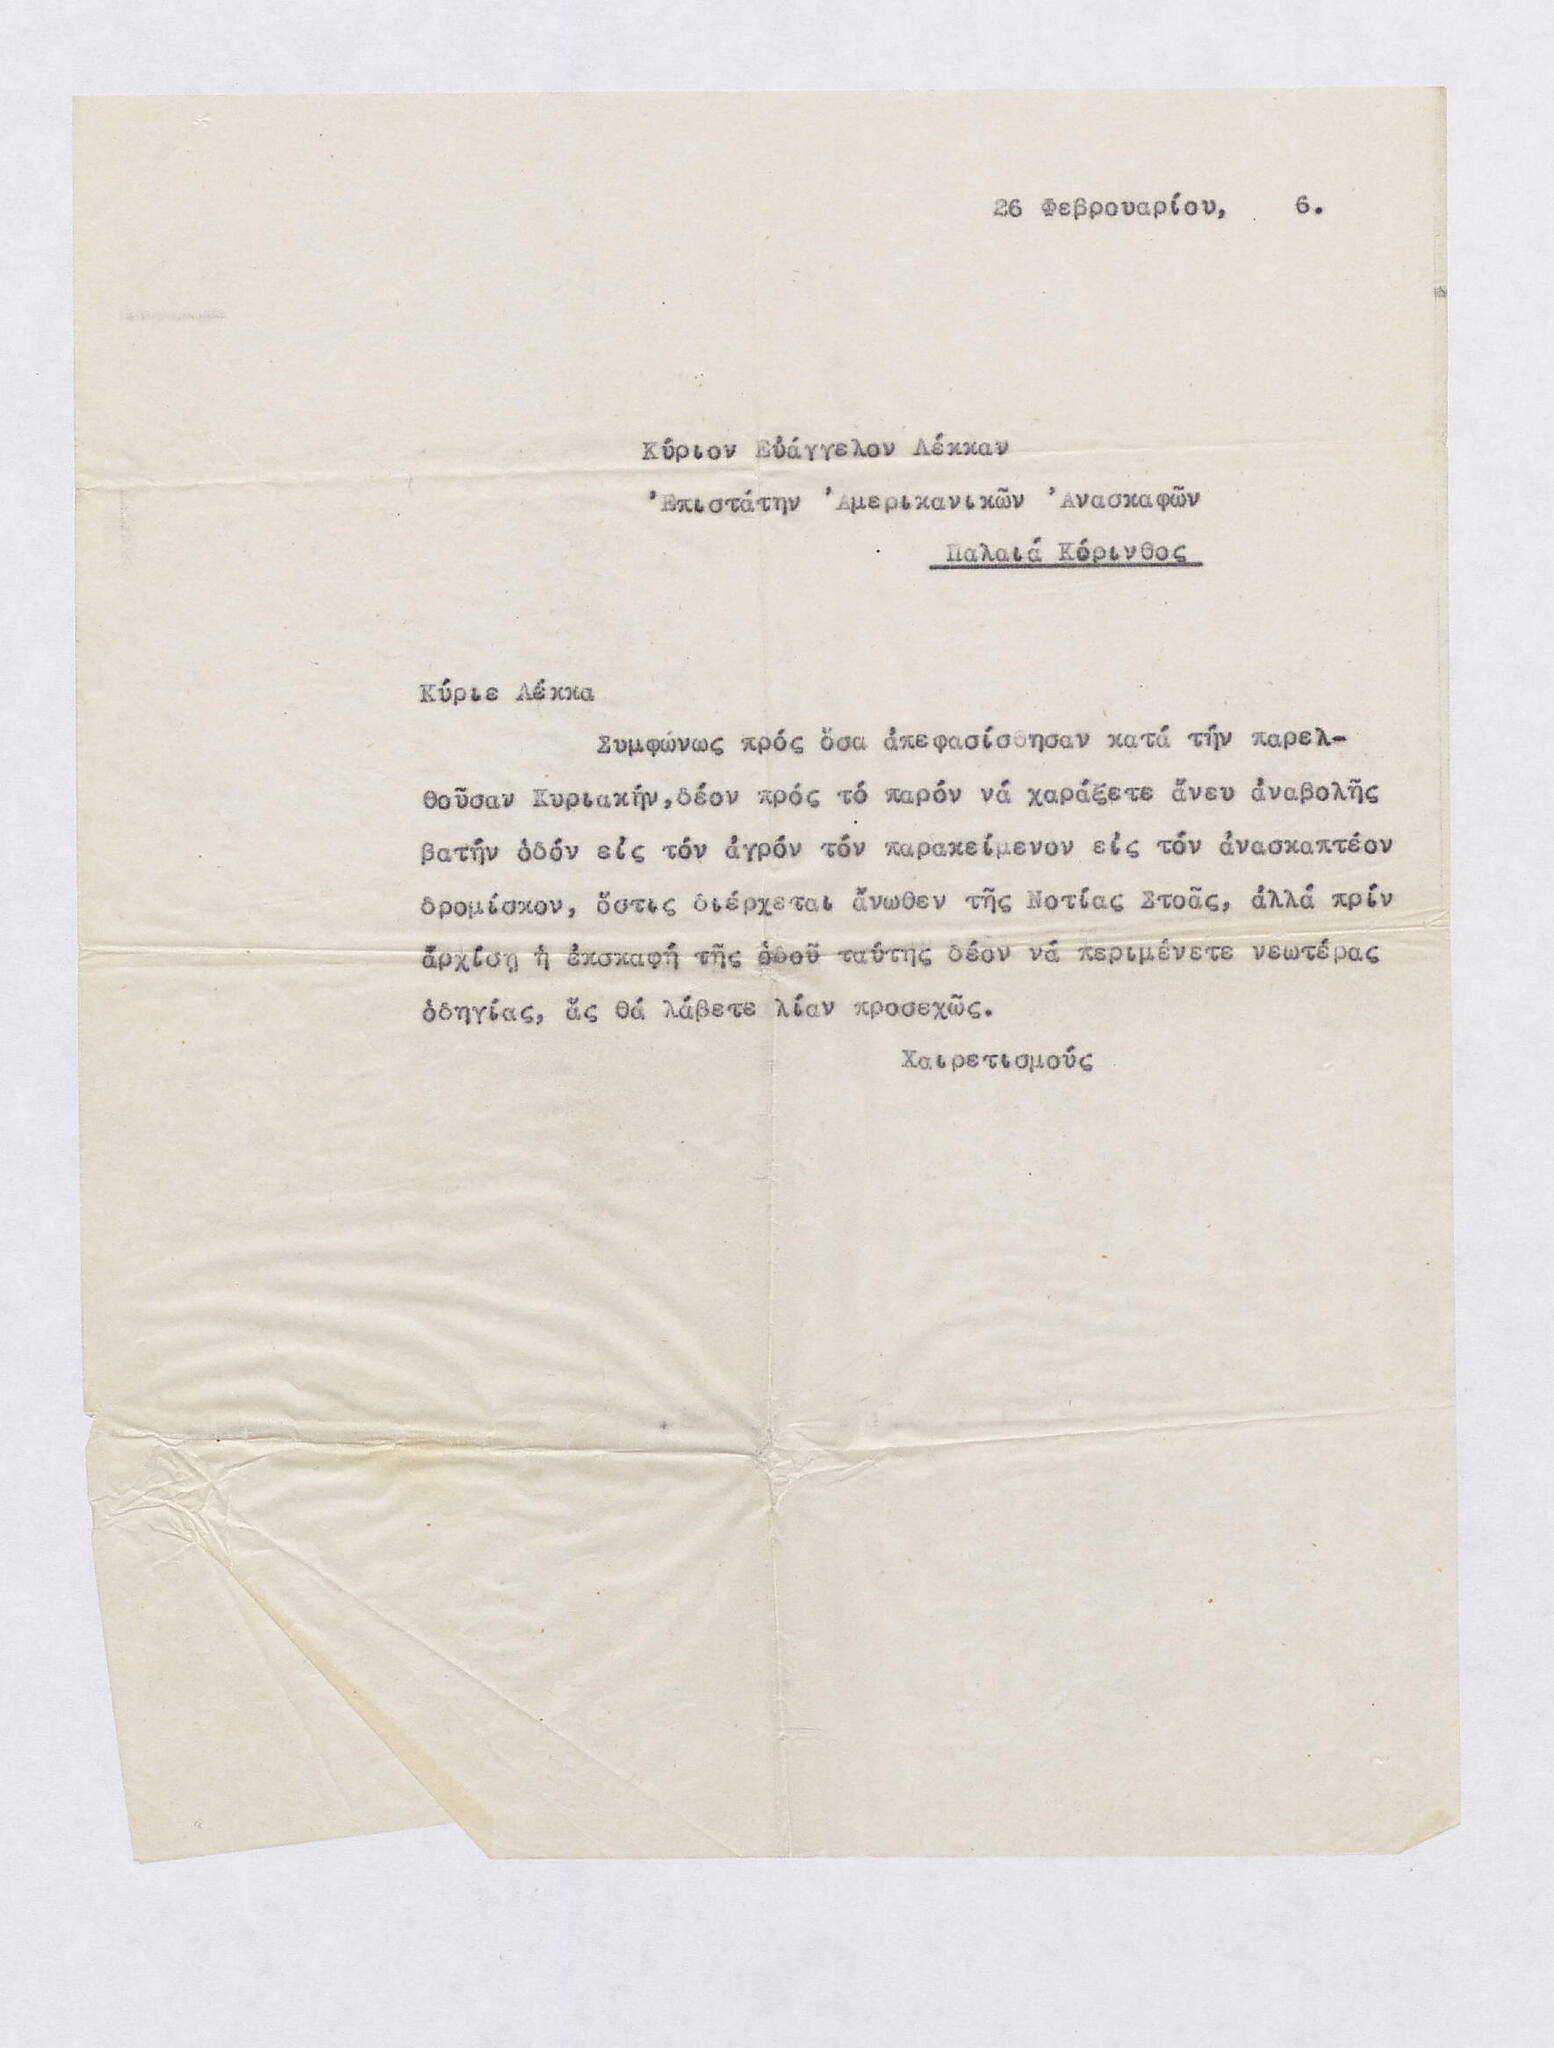 26 Φεβρουαρίου, 6.
Κύριον Εὐάγγελον Λέκκαν
Ἐπιστάτην Ἀμερικανικῶν Ἀνασκαφῶν
Παλαιά Κόρινθος
Κύριε Λέκκα
Συμφώνως πρός ὅσα ἀπεφασίσθησαν κατά τήν παρελ-
θοῦσαν Κυριακήν,δέον πρός τό παρόν νά χαράξετε ἄνευ ἀναβολῆς
βατήν ὁδόν εἰς τόν ἀγρόν τόν παρακείμενον εἰς τόν ἀνασκαπτέον
δρομίσκον, ὅστις διέρχεται ἄνωθεν τῆς Νοτίας Στοᾶς, ἀλλά πρίν
ἄρχίσῃ ἡ ἐκσκαφή τῆς ὁδοῦ ταύτης δέον νά περιμένετε νεωτέρας
ὁδηγίας, ἅς θά λάβετε λίαν προσεχῶς.
Χαιρετισμούς